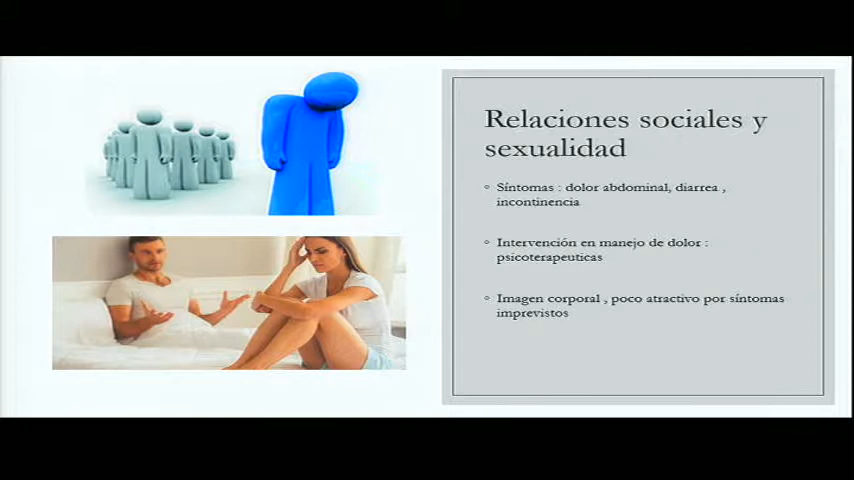 Relaciones sociales y
sexualidad
◦ Síntomas : dolor abdominal, diarrea ,
incontinencia
◦ Intervención en manejo de dolor :
psicoterapeuticas
◦ Imagen corporal , poco atractivo por síntomas
imprevistos